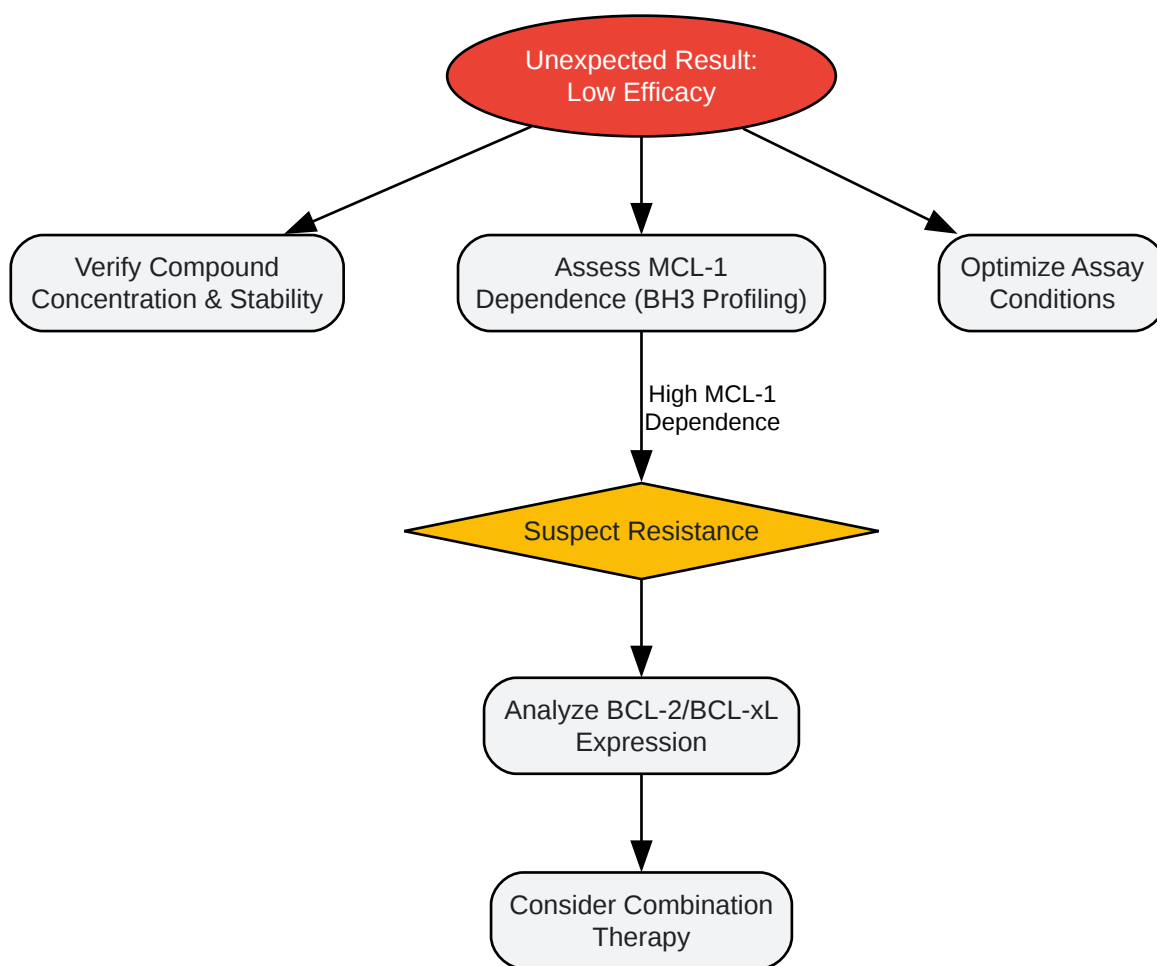 Unexpected Result:
Low Efficacy
Verify Compound
Concentration & Stability
Assess MCL-1
Dependence (BH3 Profiling)
Optimize Assay
Conditions
High MCL-1
Dependence
Suspect Resistance
Analyze BCL-2/BCL-xL
Expression
Consider Combination
Therapy